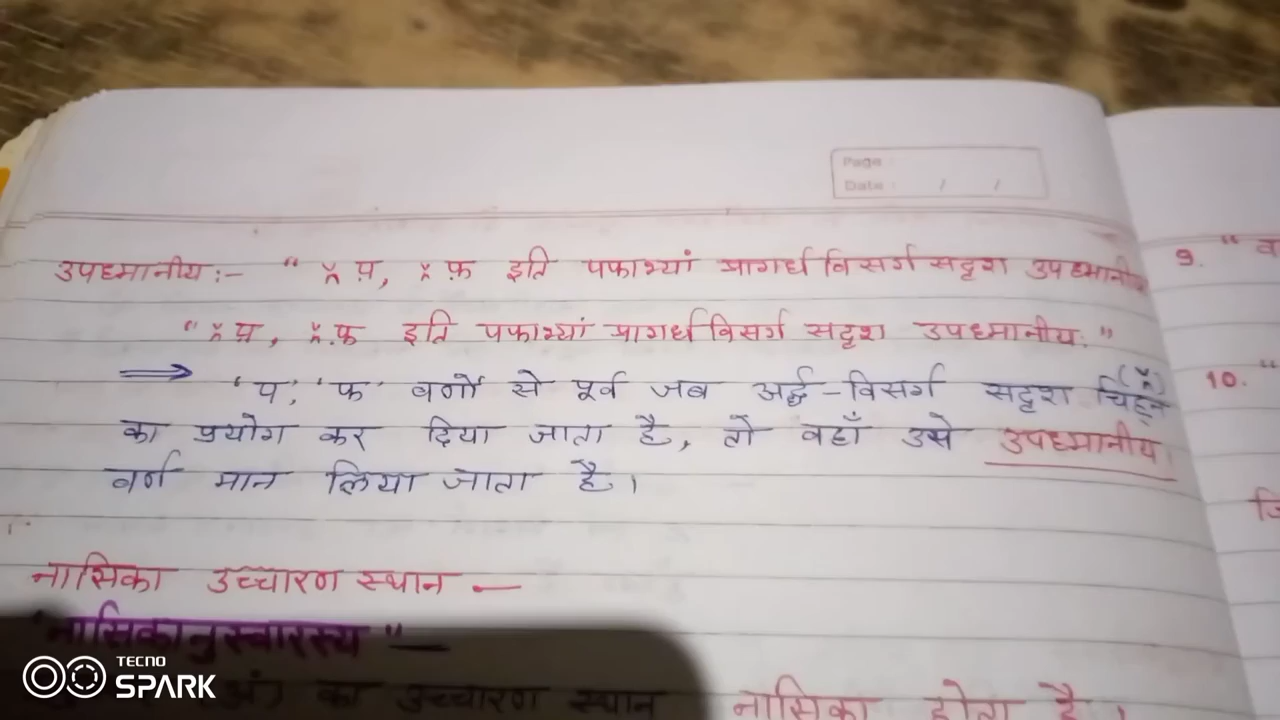 Page :
Date : / /
उपध्मानीय :- " ᳲ प़, ᳲ फ़ इति पफाभ्यां प्रागर्धविसर्ग सदृश उपध्मानीय
" ᳲ प़, ᳲ फ इति पफाभ्यां प्रागर्धविसर्ग सदृश उपध्मानीय: "
⇒ 'प', 'फ' वर्णों से पूर्व जब अर्द्ध-विसर्ग सदृश चिह्न (ᳲ)
का प्रयोग कर दिया जाता है, तो वहाँ उसे उपध्मानीय
वर्ण मान लिया जाता है।
नासिका उच्चारण स्थान —
"नासिकानुस्वारस्य" —
का उच्चारण स्थान नासिका होता है।
9. "
10. "
TECNO
SPARK